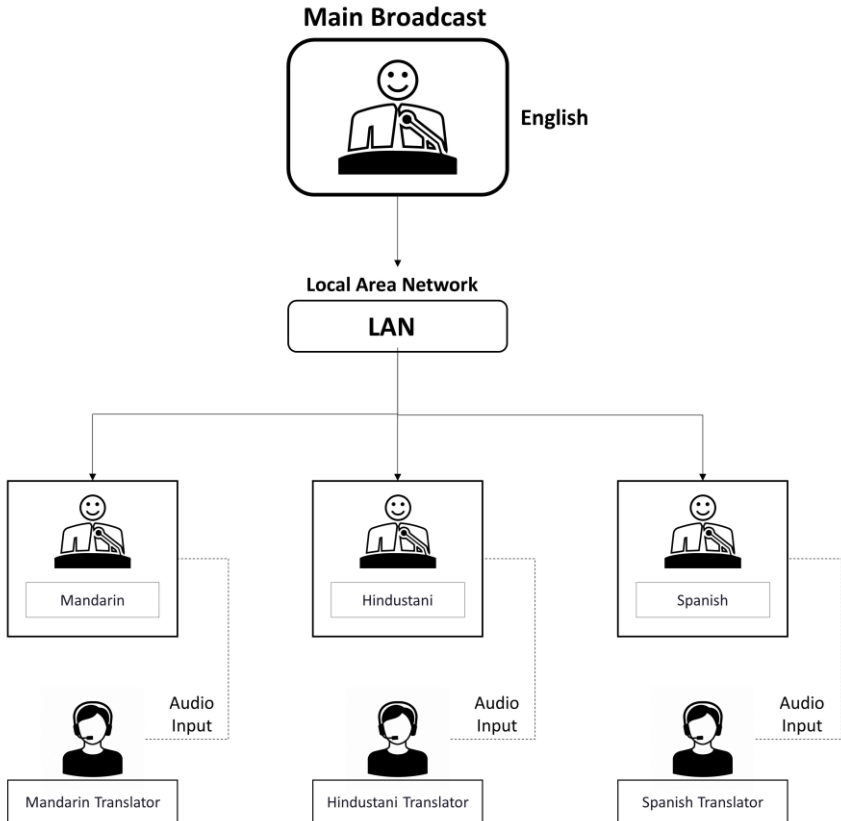 Main Broadcast
English
Local Area Network
LAN
Mandarin
Hindustani
Spanish
Audio
Input
Audio
Input
Audio
Input
Mandarin Translator
Hindustani Translator
Spanish Translator